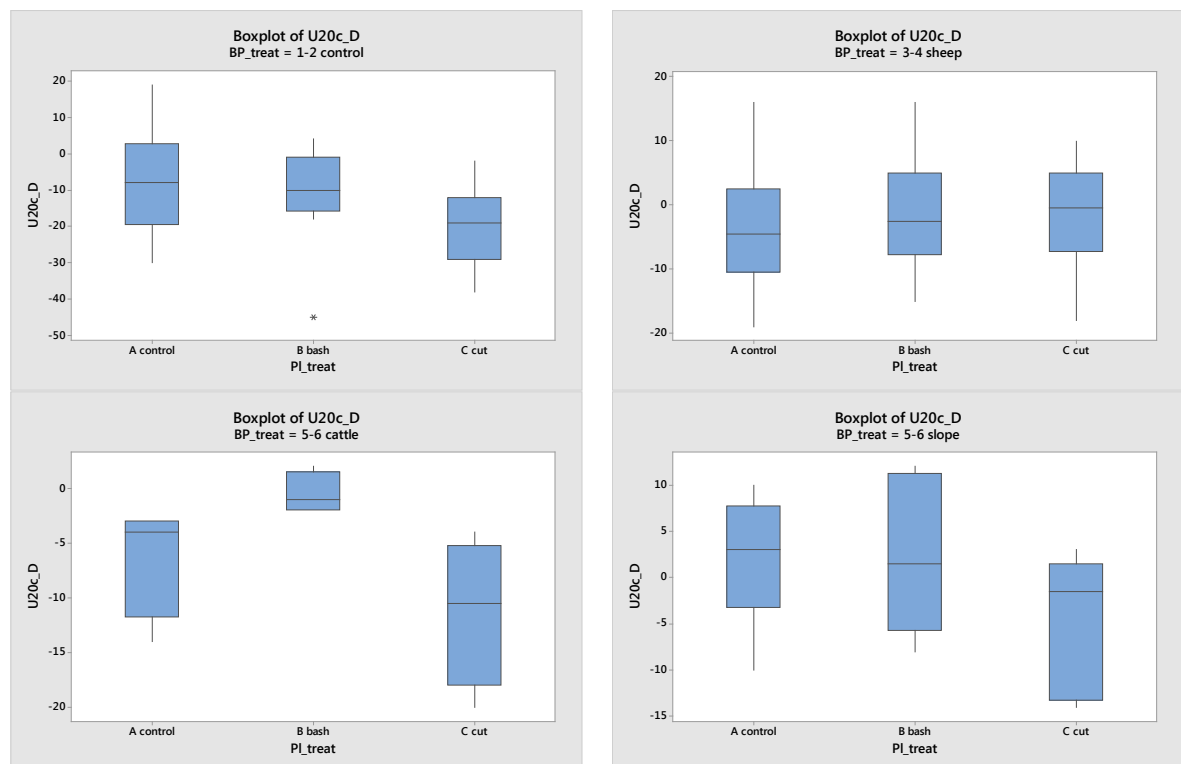 Boxplot of U20c_D
BP_treat = 1-2 control
U20c_D
20
10
0
-10
-20
-30
-40
-50
*
A control B bash C cut
Pl_treat
Boxplot of U20c_D
BP_treat = 3-4 sheep
U20c_D
20
10
0
-10
-20
A control B bash C cut
Pl_treat
Boxplot of U20c_D
BP_treat = 5-6 cattle
U20c_D
0
-5
-10
-15
-20
A control B bash C cut
Pl_treat
Boxplot of U20c_D
BP_treat = 5-6 slope
U20c_D
10
5
0
-5
-10
-15
A control B bash C cut
Pl_treat